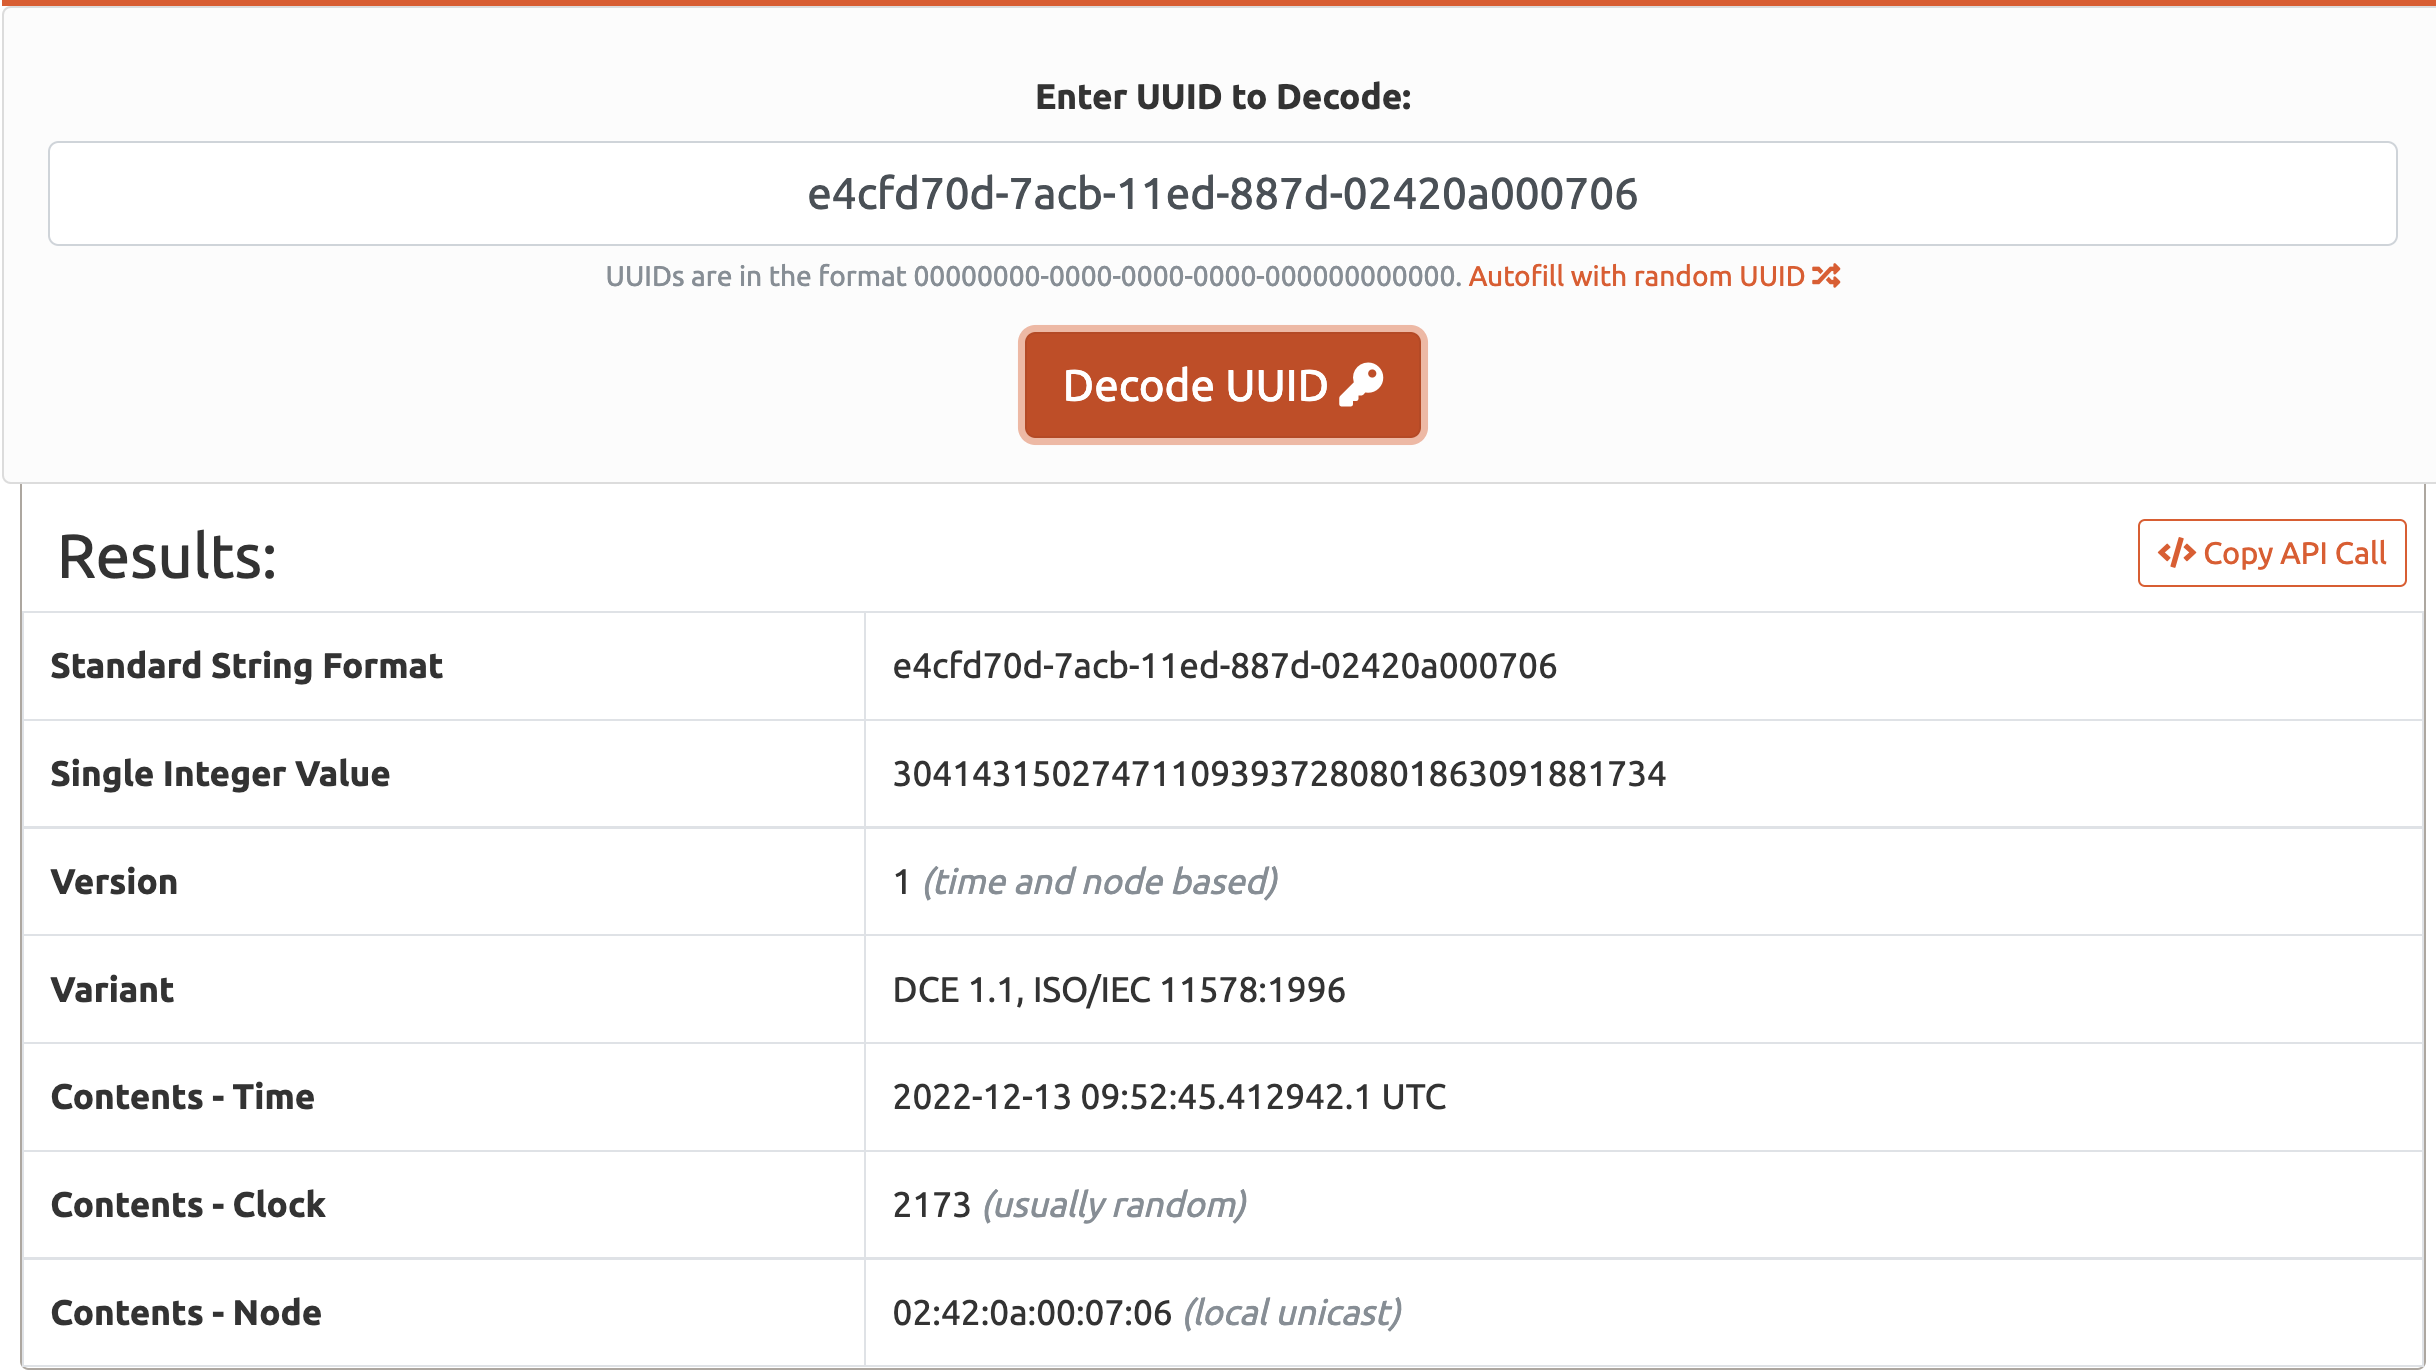 Enter UUID to Decode:
e4cfd70d-7acb-11ed-887d-02420a000706
UUIDs are in the format 00000000-0000-0000-0000-000000000000. Autofill with random UUID
Decode UUID
Results:
Copy API Call
Standard String Format e4cfd70d-7acb-11ed-887d-02420a000706
Single Integer Value 304143150274711093937280801863091881734
Version 1 (time and node based)
Variant DCE 1.1, ISO/IEC 11578:1996
Contents - Time 2022-12-13 09:52:45.412942.1 UTC
Contents - Clock 2173 (usually random)
Contents - Node 02:42:0a:00:07:06 (local unicast)